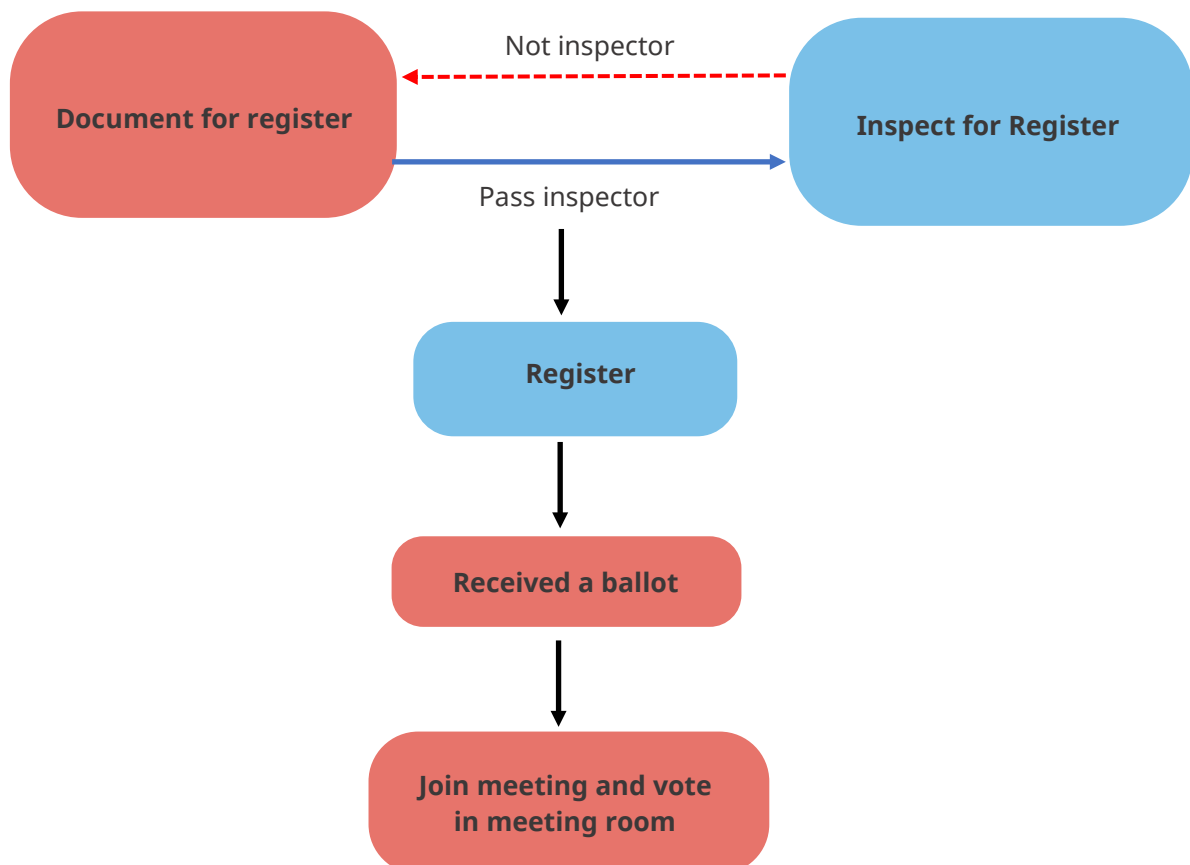 Not inspector
Document for register
Inspect for Register
Pass inspector
Register
Received a ballot
Join meeting and vote
in meeting room